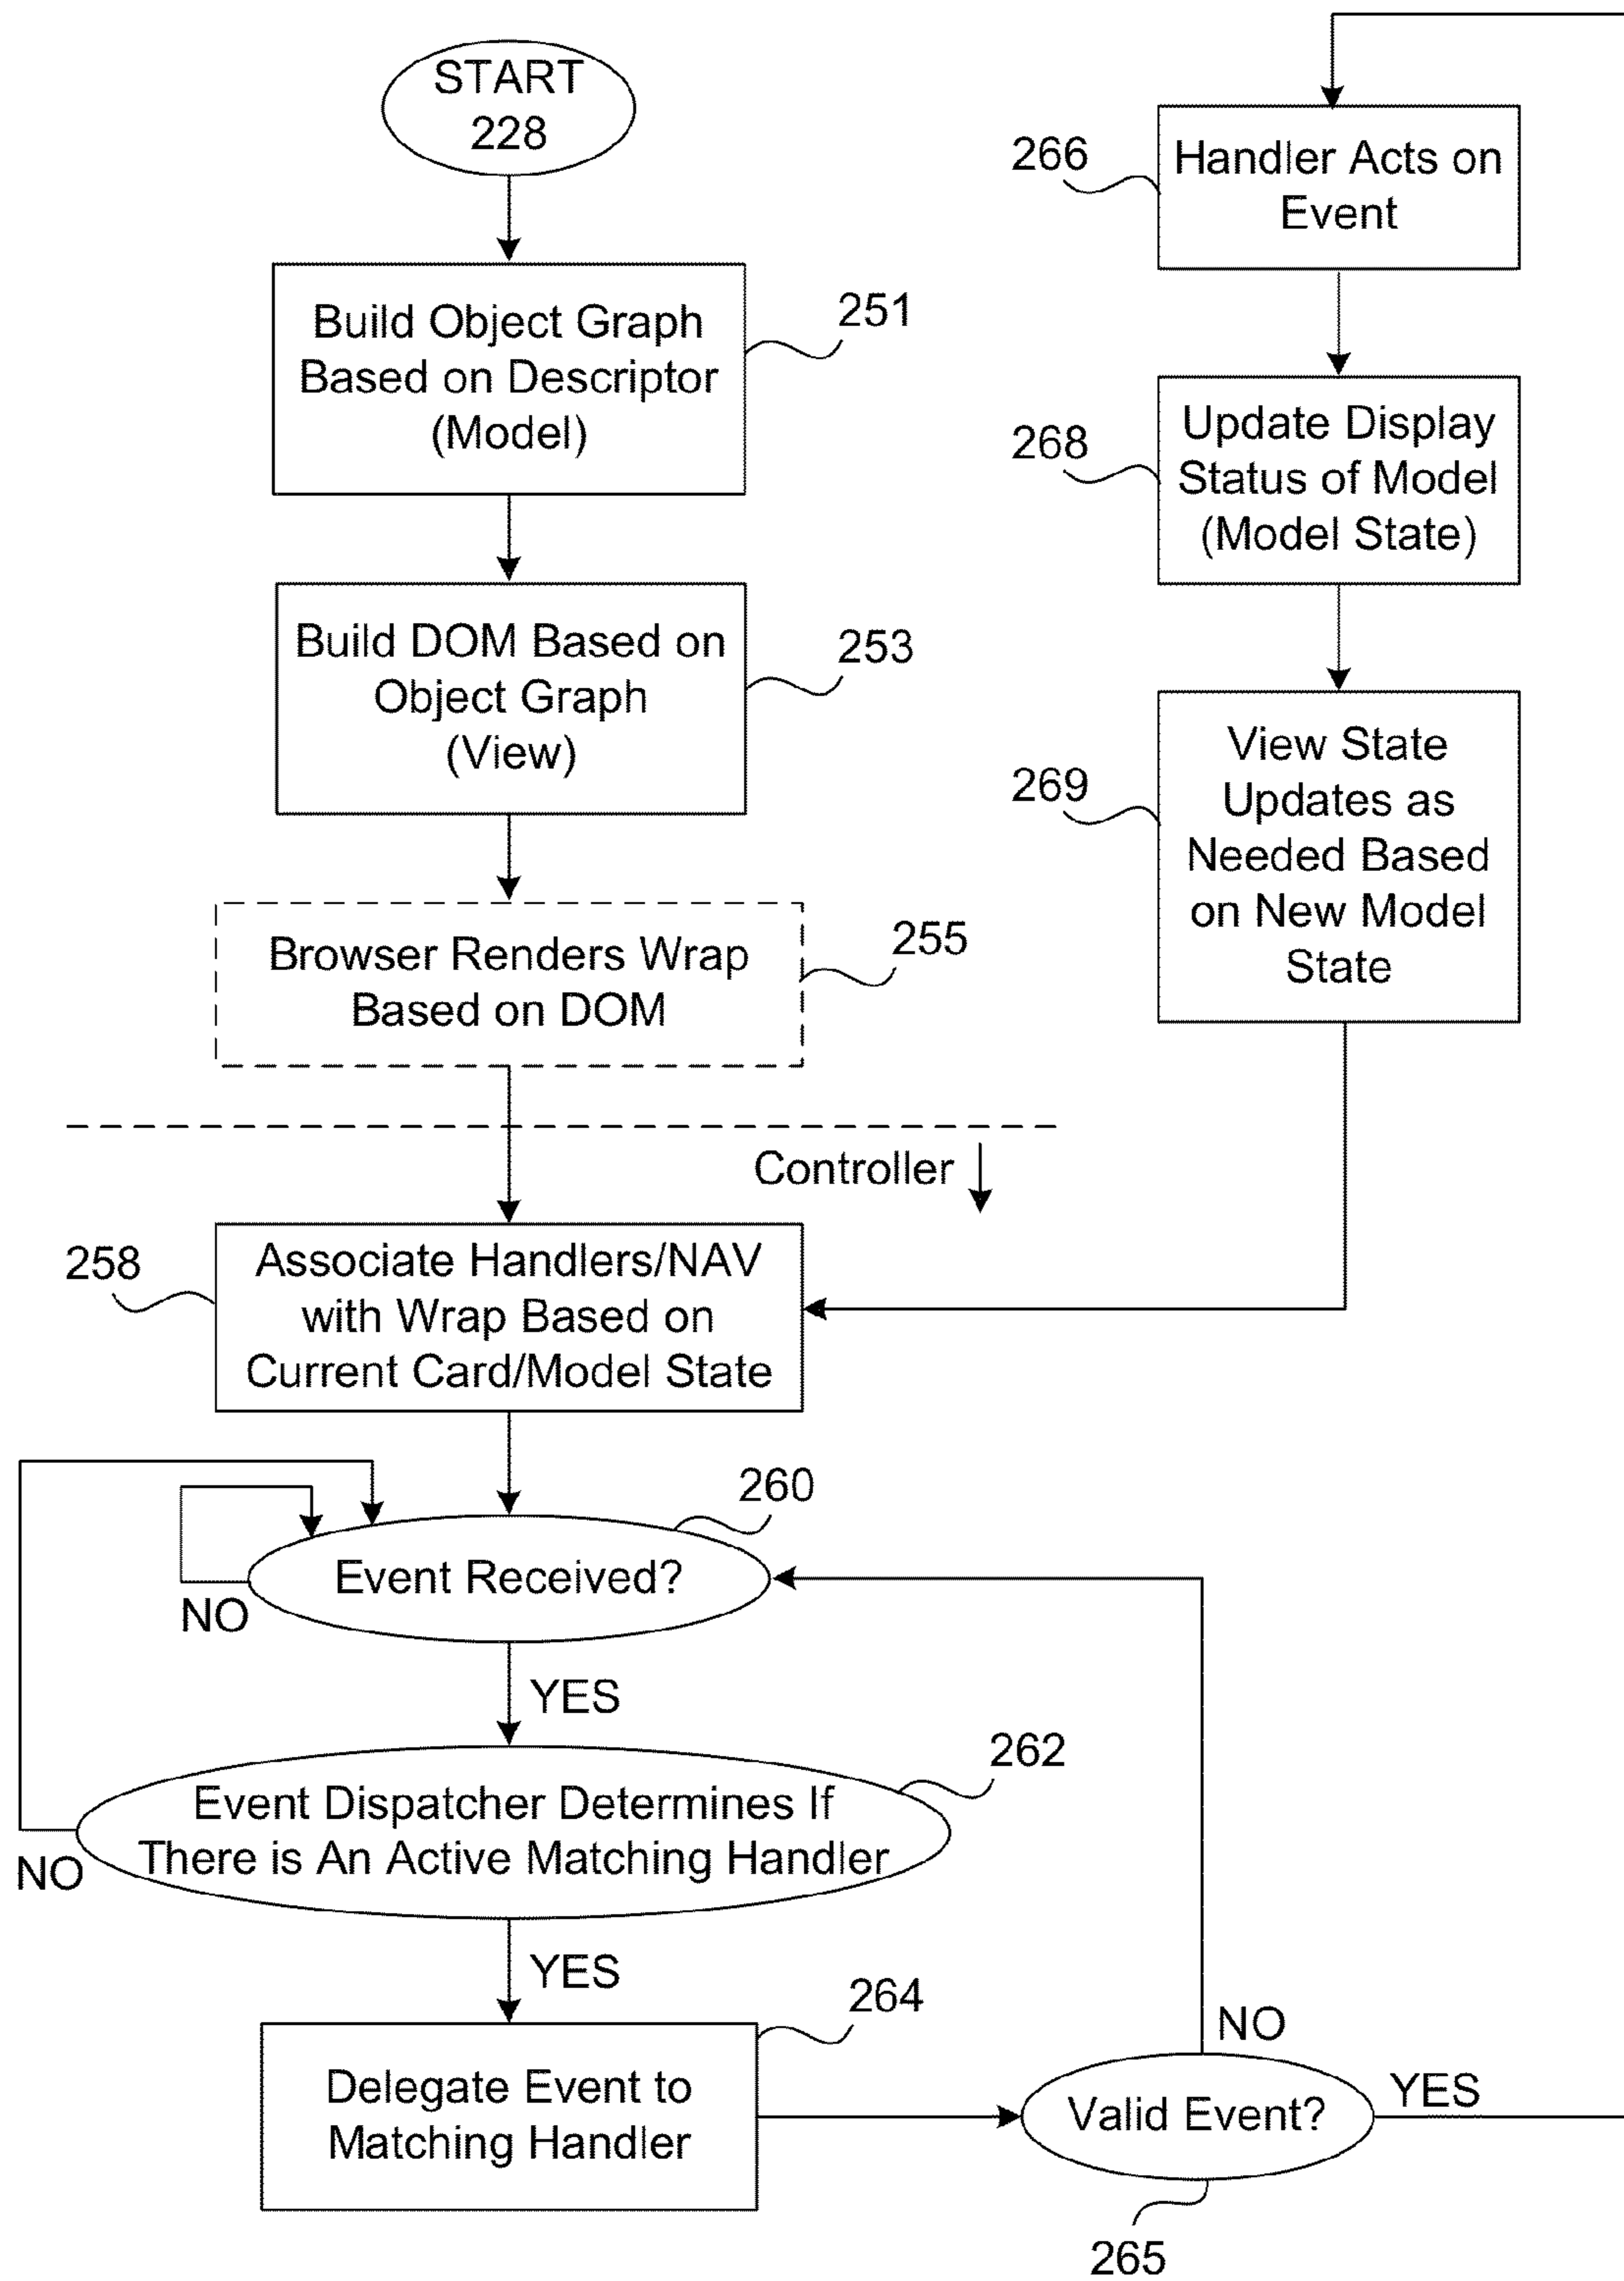 START
228
Build Object Graph
Based on Descriptor
(Model)
251
Build DOM Based on
Object Graph
(View)
253
Browser Renders Wrap
Based on DOM
255
Controller
258
Associate Handlers/NAV
with Wrap Based on
Current Card/Model State
260
Event Received?
NO
YES
262
Event Dispatcher Determines If
There is An Active Matching Handler
NO
YES
264
Delegate Event to
Matching Handler
NO
Valid Event?
YES
265
266
Handler Acts on
Event
268
Update Display
Status of Model
(Model State)
269
View State
Updates as
Needed Based
on New Model
State